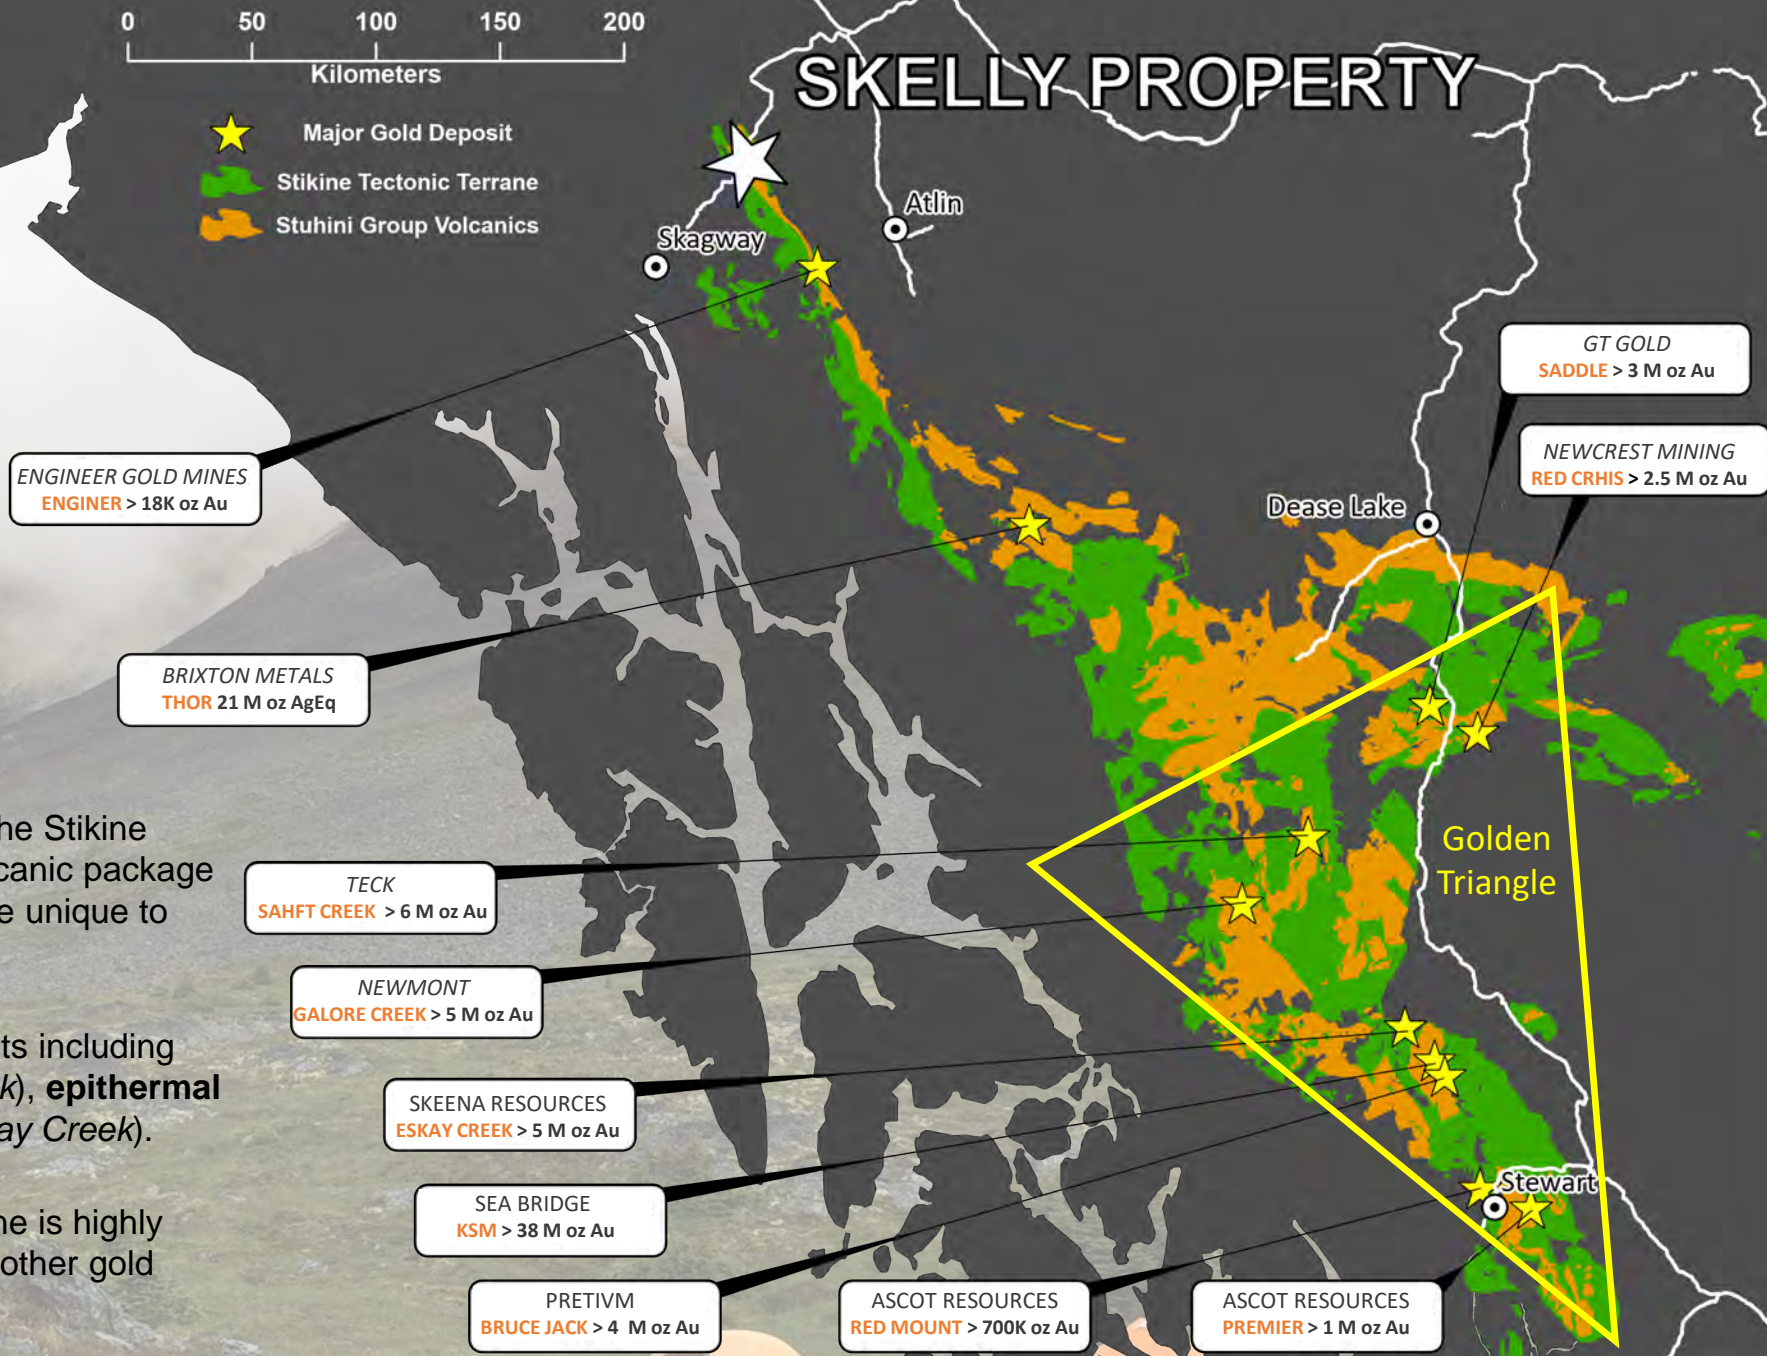 0 50 100 150 200
Kilometers
Major Gold Deposit
Stikine Tectonic Terrane
Stuhini Group Volcanics
SKELLY PROPERTY
Atlin
Skagway
GT GOLD
SADDLE > 3 M oz Au
NEWCREST MINING
RED CRHIS > 2.5 M oz Au
ENGINEER GOLD MINES
ENGINER > 18K oz Au
Dease Lake
BRIXTON METALS
THOR 21 M oz AgEq
he Stikine
canic package
e unique to
Golden
Triangle
TECK
SAHFT CREEK > 6 M oz Au
NEWMONT
GALORE CREEK > 5 M oz Au
ts including
k), epithermal
ay Creek).
SKEENA RESOURCES
ESKAY CREEK > 5 M oz Au
Stewart
SEA BRIDGE
KSM > 38 M oz Au
ne is highly
other gold
PRETIVM
BRUCE JACK > 4 M oz Au
ASCOT RESOURCES
RED MOUNT > 700K oz Au
ASCOT RESOURCES
PREMIER > 1 M oz Au